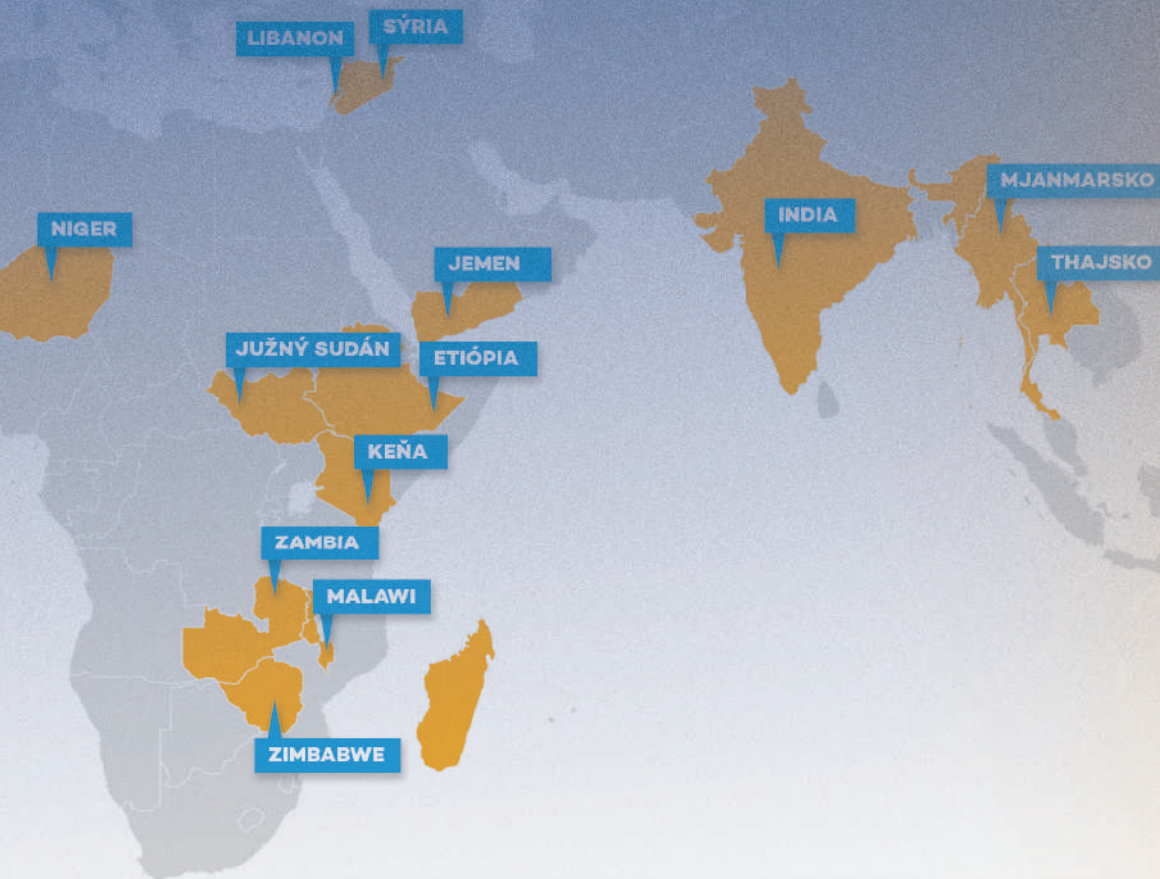 LIBANON
SÝRIA
NIGER
INDIA
MJANMARSKO
JEMEN
THAJSKO
JUŽNÝ SUDÁN
ETIÓPIA
KEŇA
ZAMBIA
MALAWI
ZIMBABWE